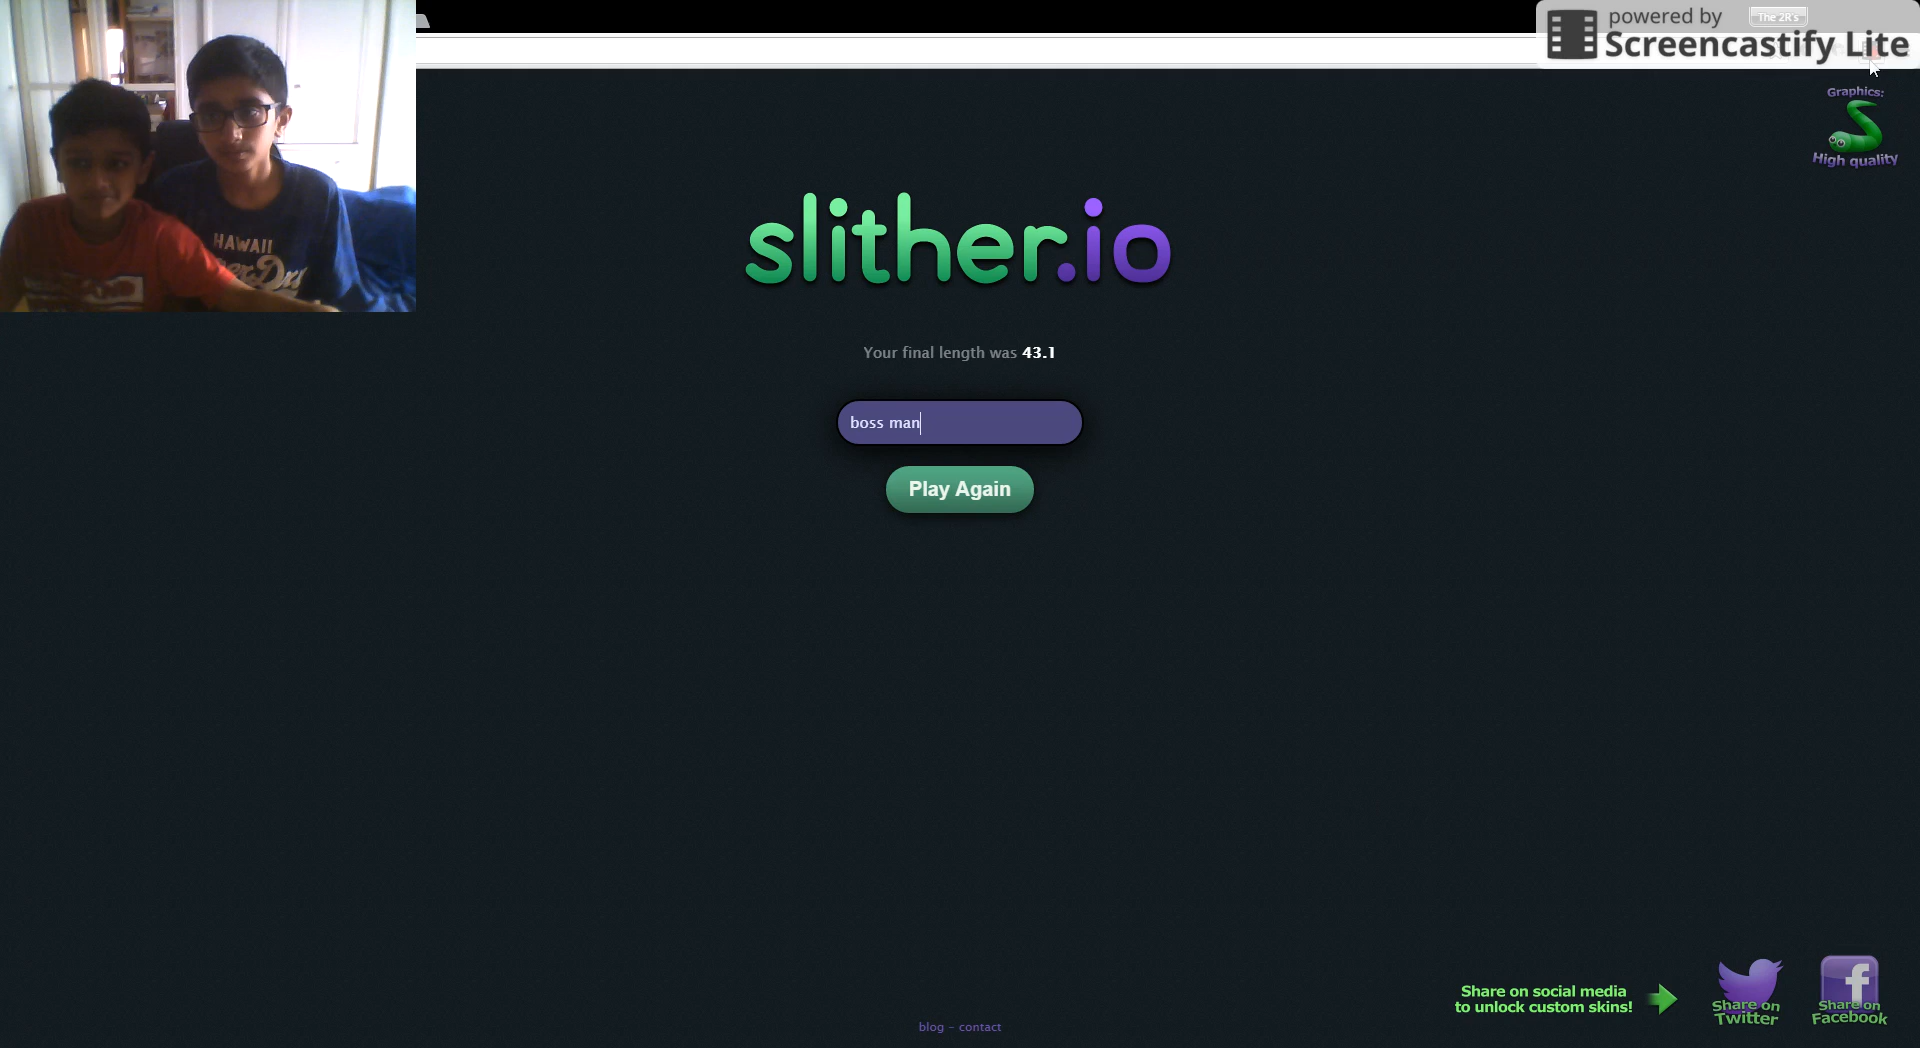 powered by
The 2R's
Screencastify Lite
Graphics:
High quality
HAWAII
slither.io
Your final length was 43.1
boss man
Play Again
Share on social media
to unlock custom skins!
Share on
Twitter
Share on
Facebook
blog - contact